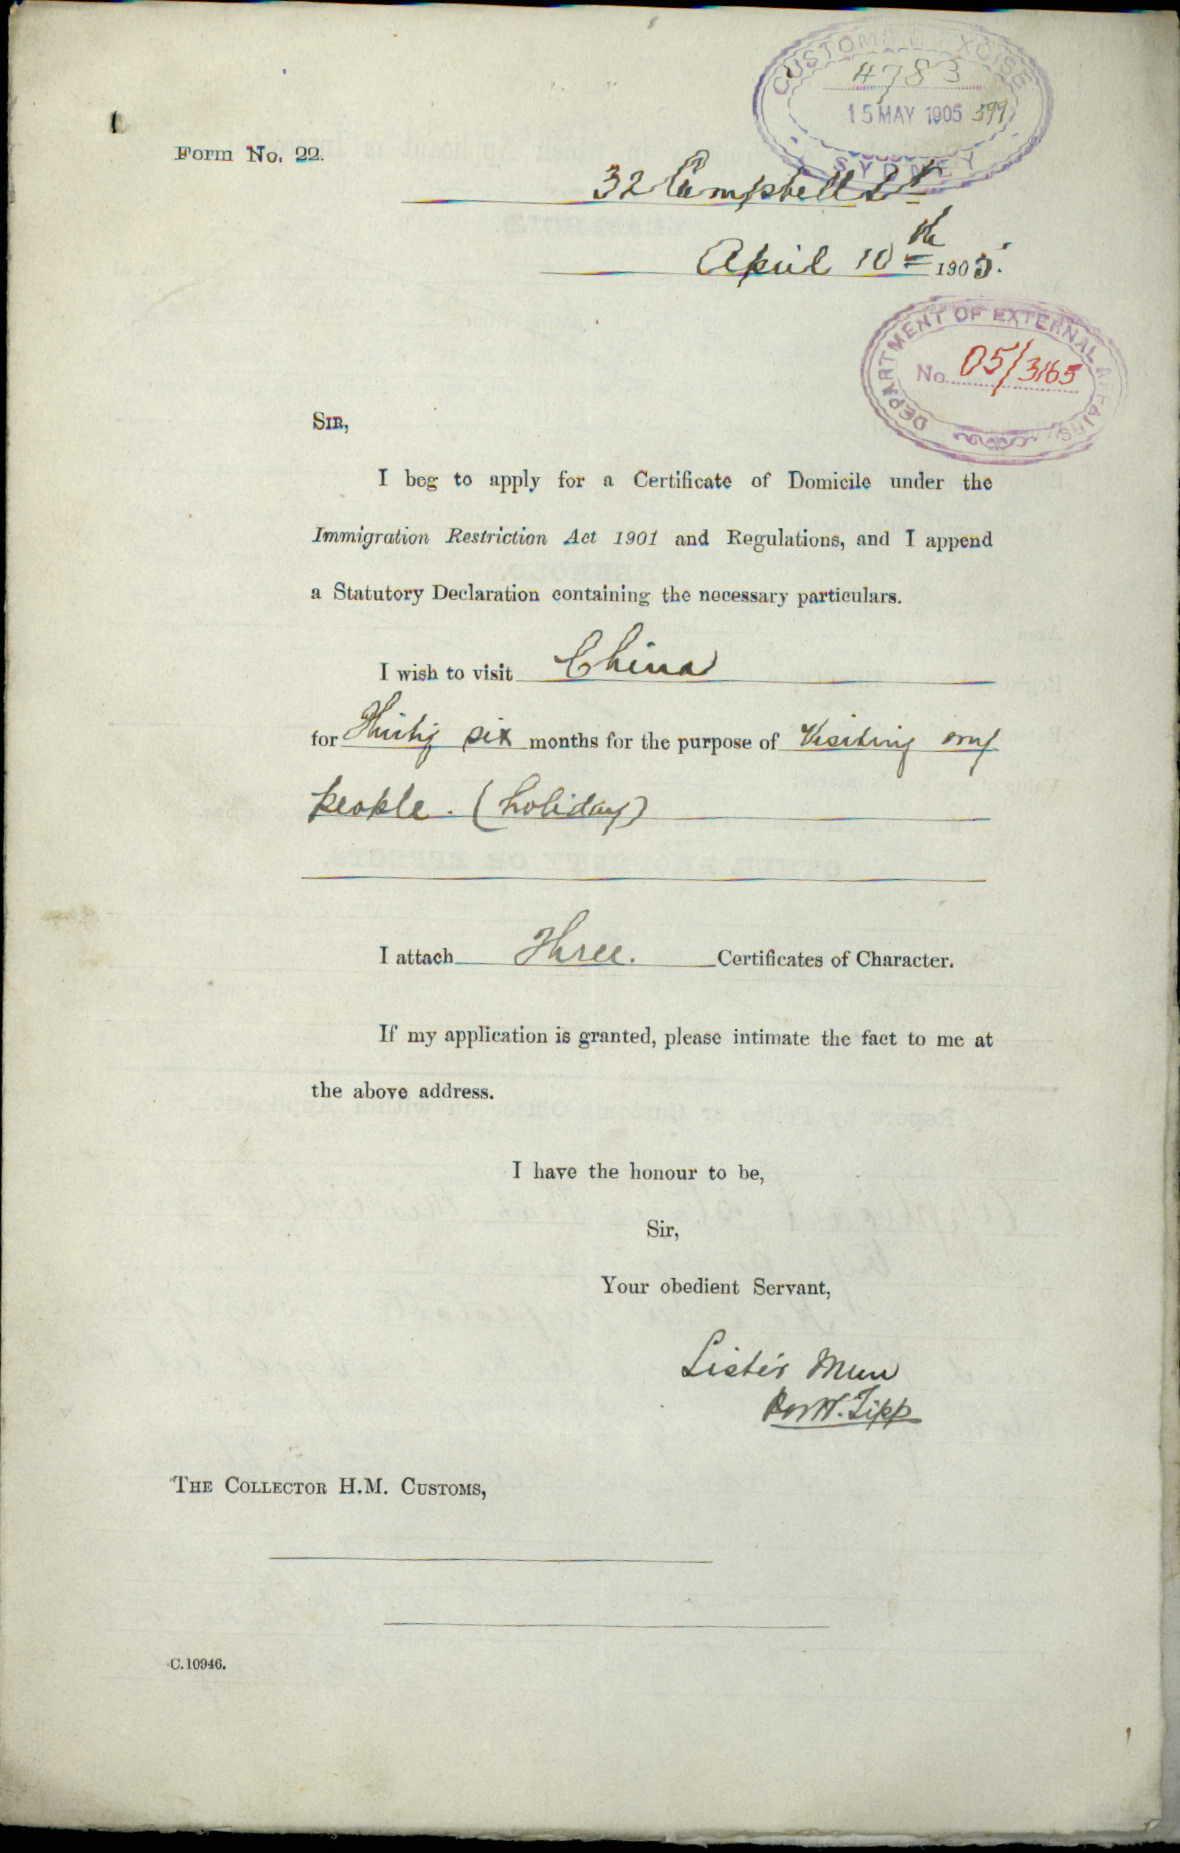 CUSTOMS EXCISE
4783
15 MAY 1905 399
SYDNEY
Form No. 22.
32 Campbell St
April 10th 1905.
DEPARTMENT OF EXTERNAL AFFAIRS
No. 05/3165
SIR,
I beg to apply for a Certificate of Domicile under the
Immigration Restriction Act 1901 and Regulations, and I append
a Statutory Declaration containing the necessary particulars.
I wish to visit China
for Thirty six months for the purpose of Visiting my
people. (holiday)
I attach Three. Certificates of Character.
If my application is granted, please intimate the fact to me at
the above address.
I have the honour to be,
Sir,
Your obedient Servant,
Lister Mun
W. Tipp
THE COLLECTOR H.M. CUSTOMS,
C.10946.